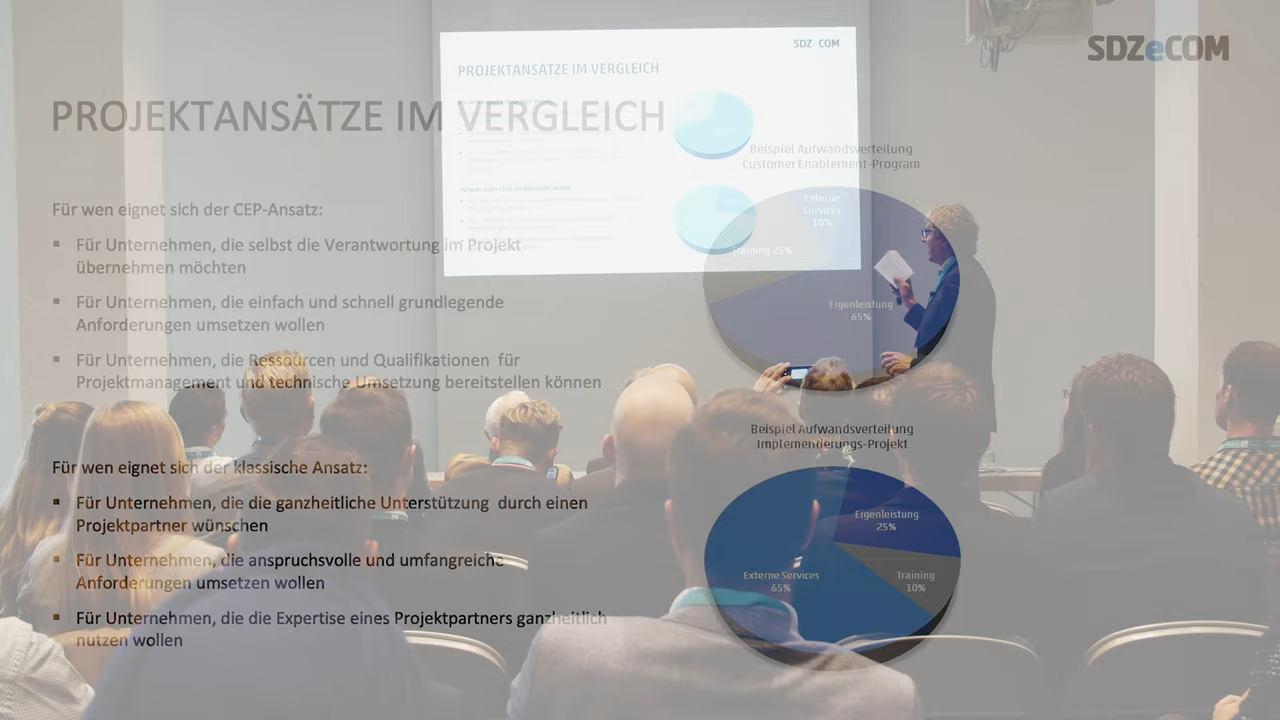 SDZ COM
PROJEKTANSÄTZE IM VERGLEICH
SDZeCOM
PROJEKTANSÄTZE IM VERGLEICH
Für wen eignet sich der CEP-Ansatz:
▪ Für Unternehmen, die selbst die Verantwortung im Projekt
übernehmen möchten
▪ Für Unternehmen, die einfach und schnell grundlegende
Anforderungen umsetzen wollen
▪ Für Unternehmen, die Ressourcen und Qualifikationen für
Projektmanagement und technische Umsetzung bereitstellen können
Für wen eignet sich der klassische Ansatz:
▪ Für Unternehmen, die die ganzheitliche Unterstützung durch einen
Projektpartner wünschen
▪ Für Unternehmen, die anspruchsvolle und umfangreiche
Anforderungen umsetzen wollen
▪ Für Unternehmen, die die Expertise eines Projektpartners ganzheitlich
nutzen wollen
Beispiel Aufwandsverteilung
Customer Enablement-Program
Externe
Services
10%
Training 25%
Eigenleistung
65%
Beispiel Aufwandsverteilung
Implementierungs-Projekt
Eigenleistung
25%
Externe Services
65%
Training
10%